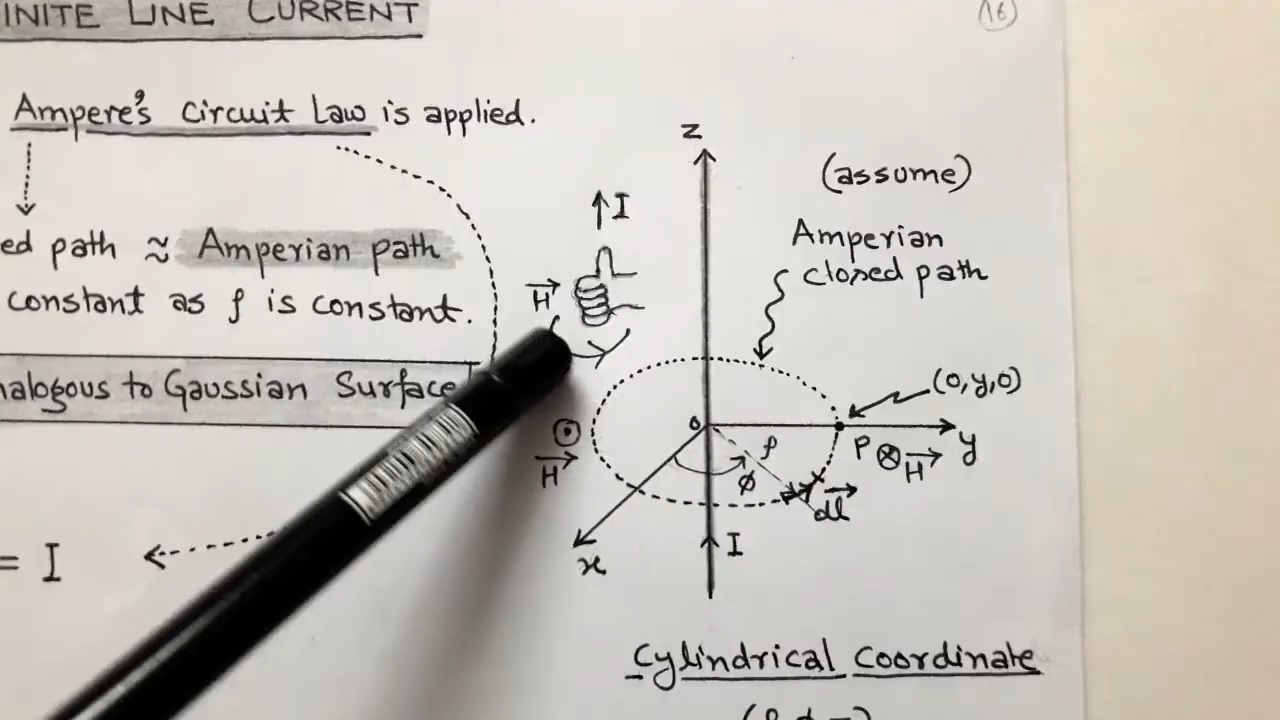 INITE LINE CURRENT
16
Ampere's Circuit Law is applied.
ed path ≈ Amperian path
constant as ρ is constant.
nalogous to Gaussian Surface
= I
z
(assume)
↑ I
Amperian
closed path
H
(0,y,0)
0
ρ
P ⊗ H
y
⊙
H
φ
dl
I
x
Cylindrical Coordinate